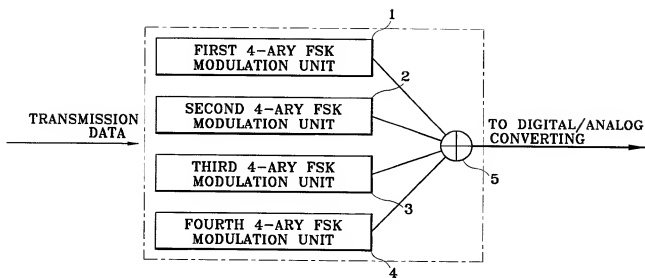 1
FIRST 4-ARY FSK
MODULATION UNIT
2
SECOND 4-ARY FSK
MODULATION UNIT
TRANSMISSION
DATA
TO DIGITAL/ANALOG
CONVERTING
5
THIRD 4-ARY FSK
MODULATION UNIT
3
FOURTH 4-ARY FSK
MODULATION UNIT
4